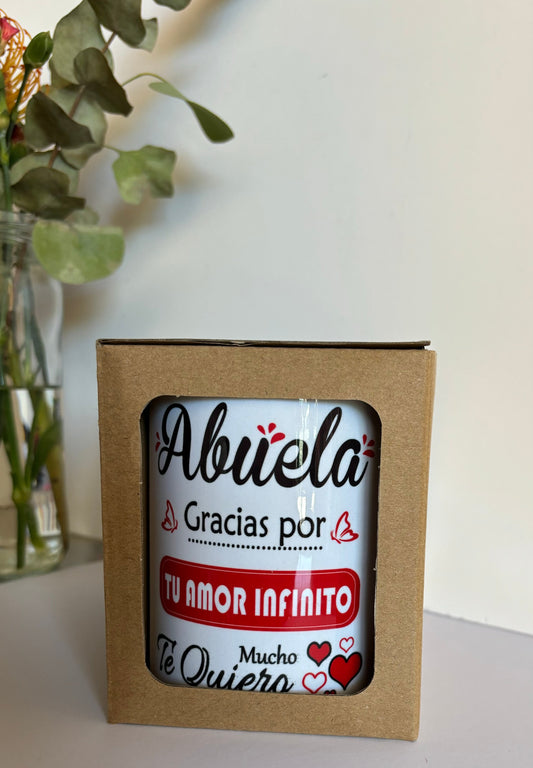 Abuela
Gracias por
TU AMOR INFINITO
Te Quiero Mucho